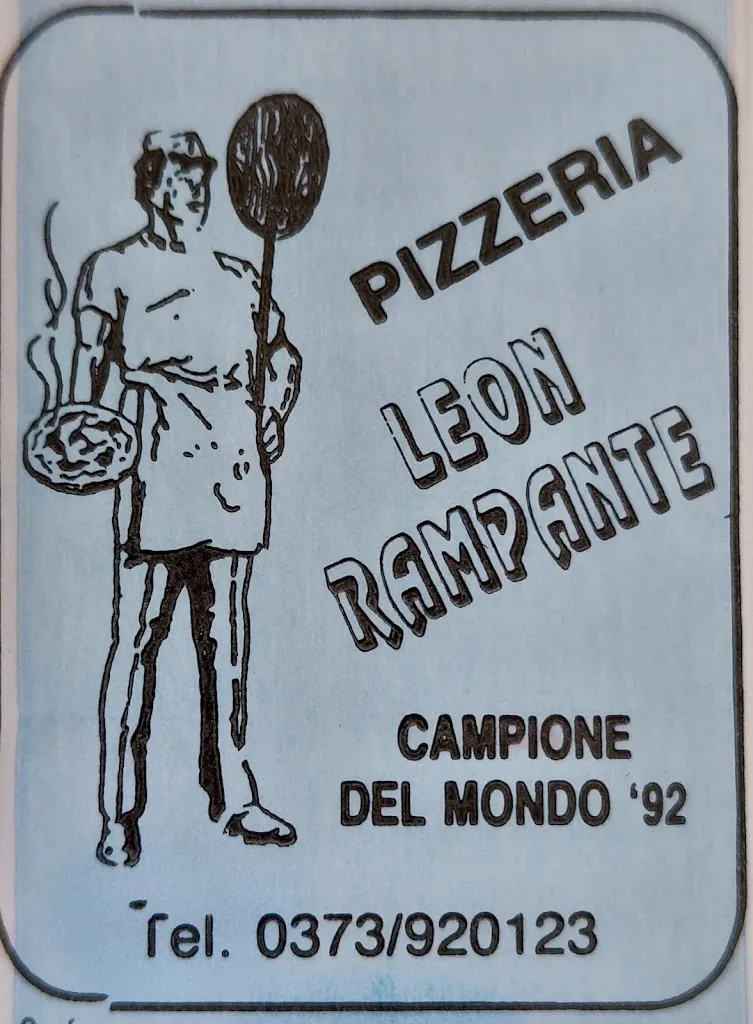 PIZZERIA
LEON
RAMPANTE
CAMPIONE
DEL MONDO '92
Tel. 0373/920123